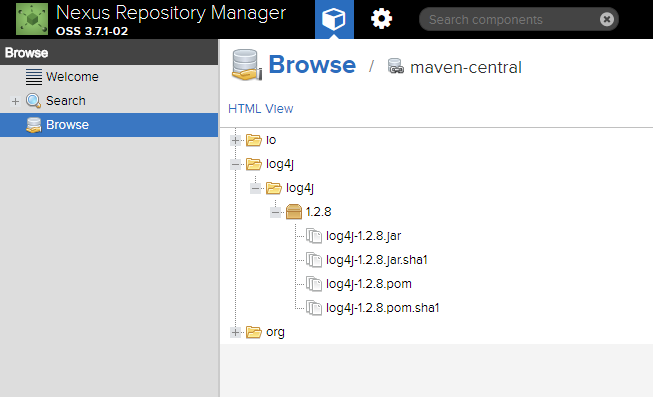 Nexus Repository Manager
OSS 3.7.1-02
Search components
Browse
Welcome
Search
Browse
Browse / maven-central
HTML View
io
log4j
log4j
1.2.8
log4j-1.2.8.jar
log4j-1.2.8.jar.sha1
log4j-1.2.8.pom
log4j-1.2.8.pom.sha1
org